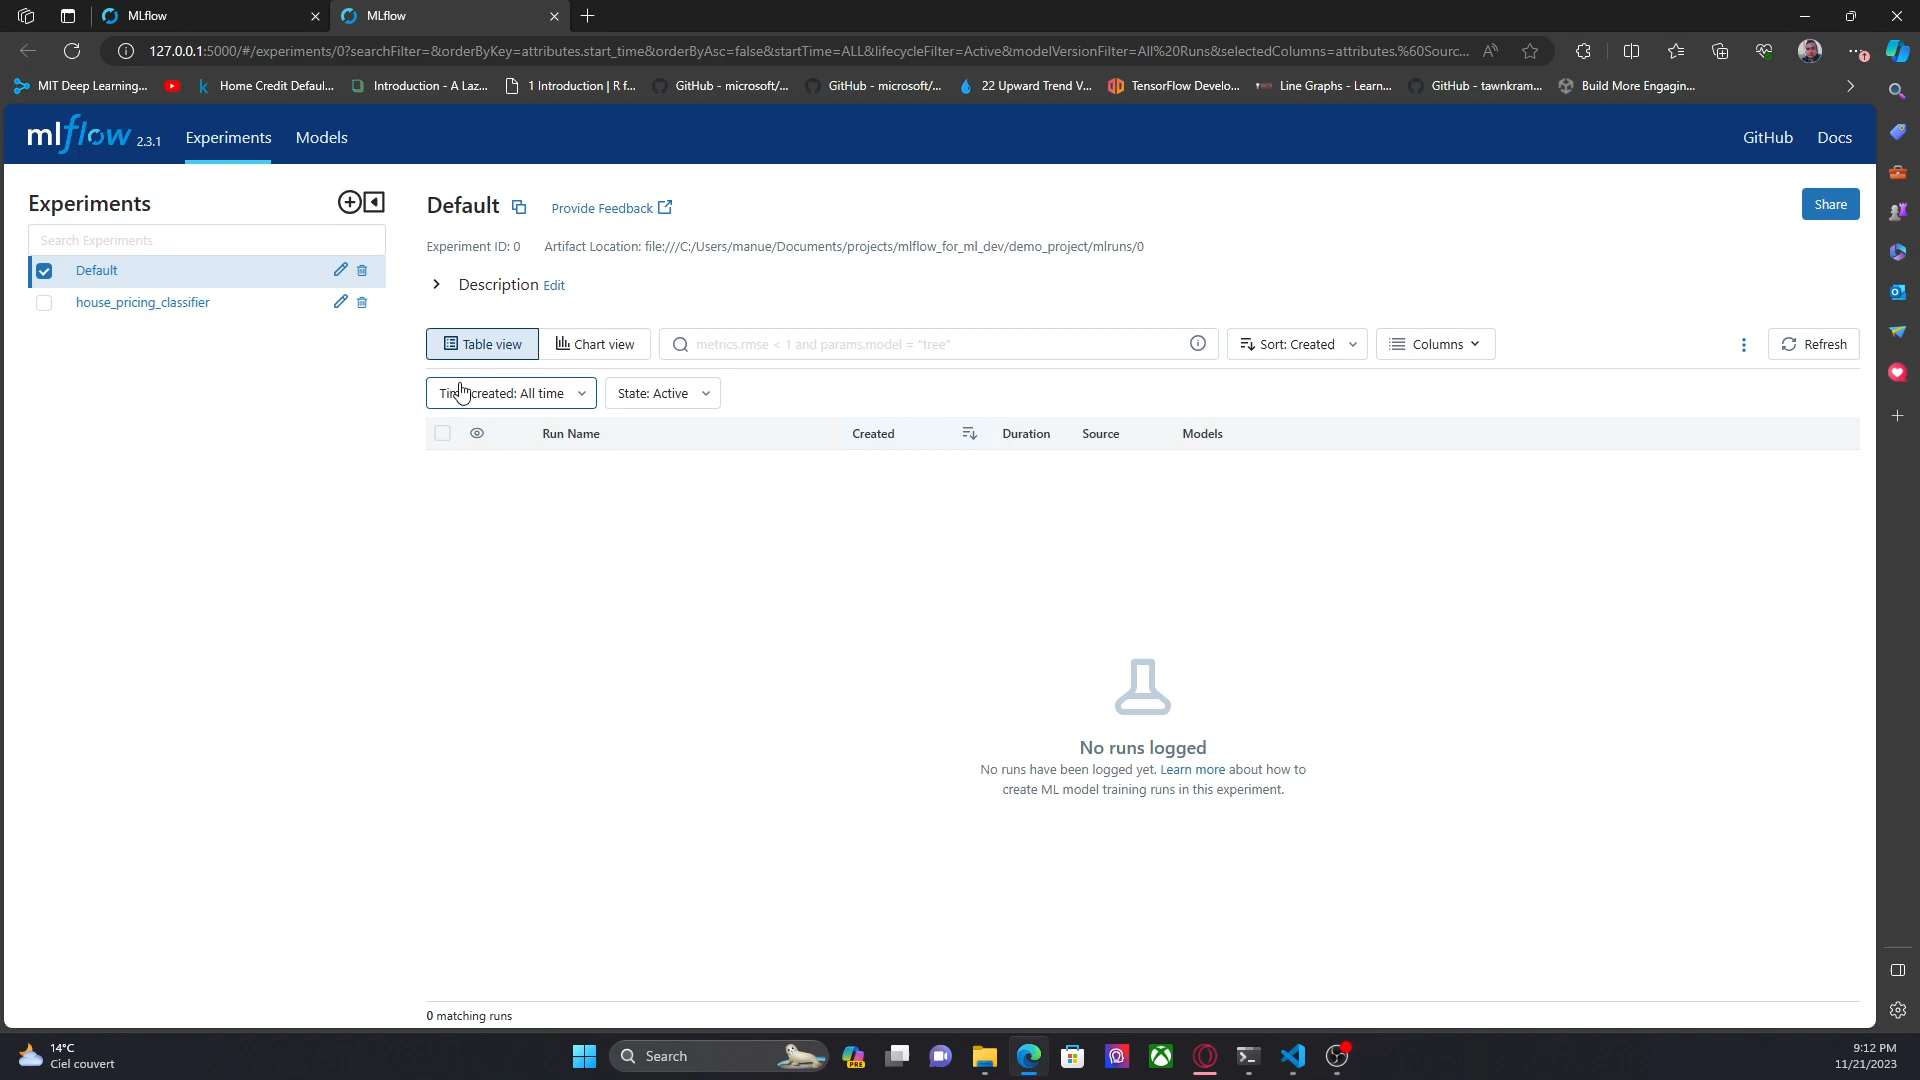 MLflow
MLflow
127.0.0.1:5000/#/experiments/0?searchFilter=&orderByKey=attributes.start_time&orderByAsc=false&startTime=ALL&lifecycleFilter=Active&modelVersionFilter=All%20Runs&selectedColumns=attributes.%60Sourc...
MIT Deep Learning...
Home Credit Defaul...
Introduction - A Laz...
1 Introduction | R f...
GitHub - microsoft/...
GitHub - microsoft/...
22 Upward Trend V...
TensorFlow Develo...
Line Graphs - Learn...
GitHub - tawnkram...
Build More Engagin...
mlflow 2.3.1
Experiments
Models
GitHub
Docs
Experiments
Search Experiments
Default
house_pricing_classifier
Default
Provide Feedback
Share
Experiment ID: 0
Artifact Location: file:///C:/Users/manue/Documents/projects/mlflow_for_ml_dev/demo_project/mlruns/0
Description Edit
Table view
Chart view
metrics.rmse < 1 and params.model = "tree"
Sort: Created
Columns
Refresh
created: All time
State: Active
Run Name
Created
Duration
Source
Models
No runs logged
No runs have been logged yet. Learn more about how to
create ML model training runs in this experiment.
0 matching runs
14°C
Ciel couvert
Search
PRE
9:12 PM
11/21/2023